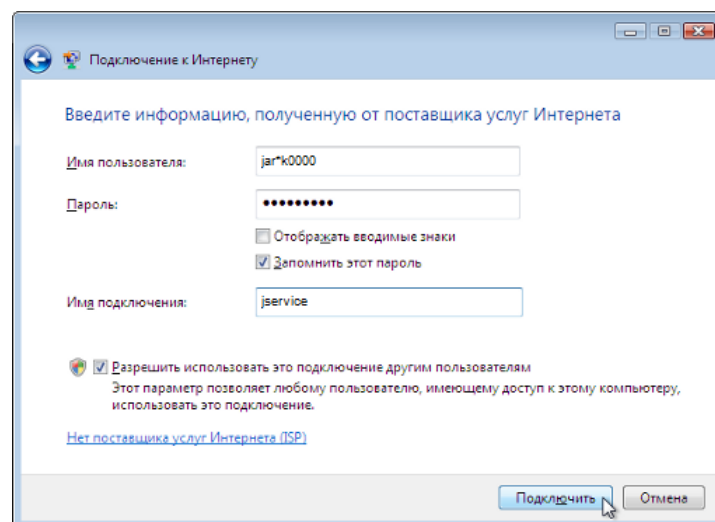 Подключение к Интернету
Введите информацию, полученную от поставщика услуг Интернета
Имя пользователя:
jar*k0000
Пароль:
●●●●●●●●●
Отображать вводимые знаки
Запомнить этот пароль
Имя подключения:
jservice
Разрешить использовать это подключение другим пользователям
Этот параметр позволяет любому пользователю, имеющему доступ к этому компьютеру,
использовать это подключение.
Нет поставщика услуг Интернета (ISP)
Подключить
Отмена